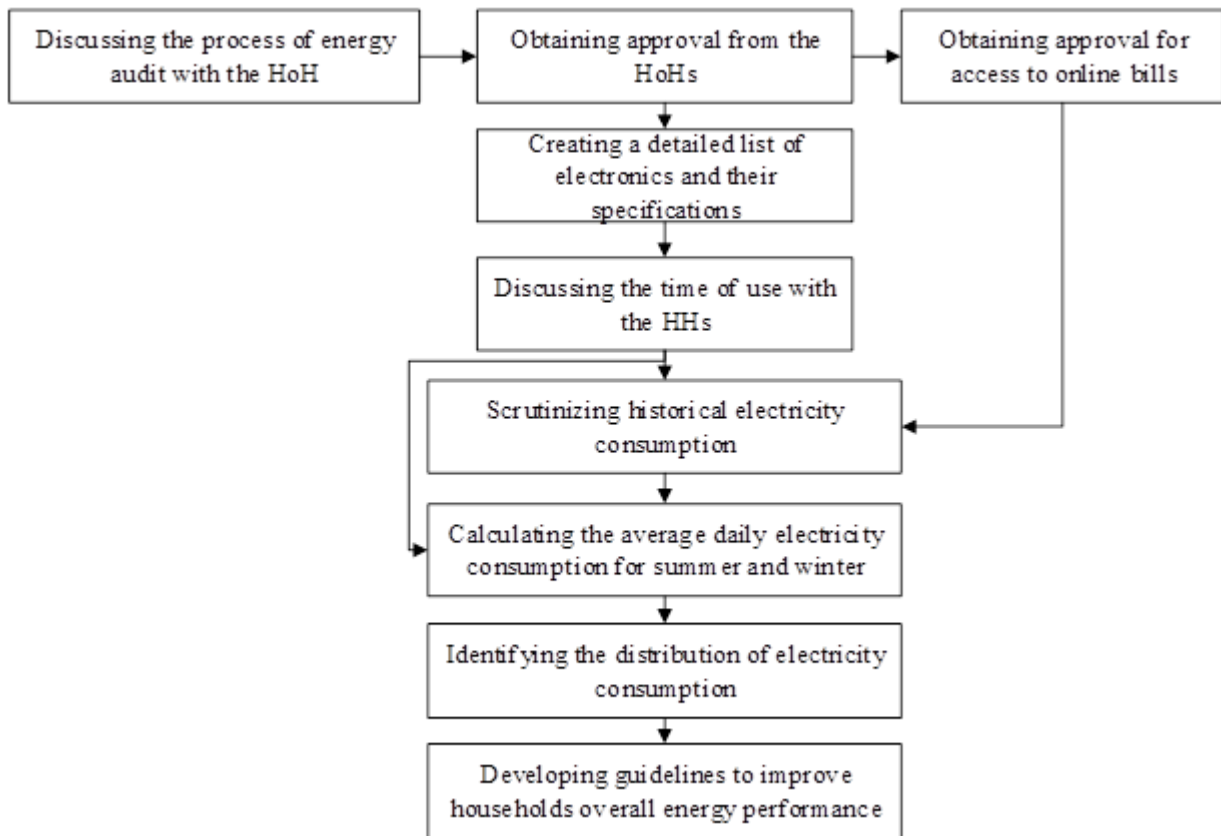 Discussing the process of energy
audit with the HoH
Obtaining approval from the
HoHs
Obtaining approval for
access to online bills
Creating a detailed list of
electronics and their
specifications
Discussing the time of use with
the HHs
Scrutinizing historical electricity
consumption
Calculating the average daily electricity
consumption for summer and winter
Identifying the distribution of electricity
consumption
Developing guidelines to improve
households overall energy performance